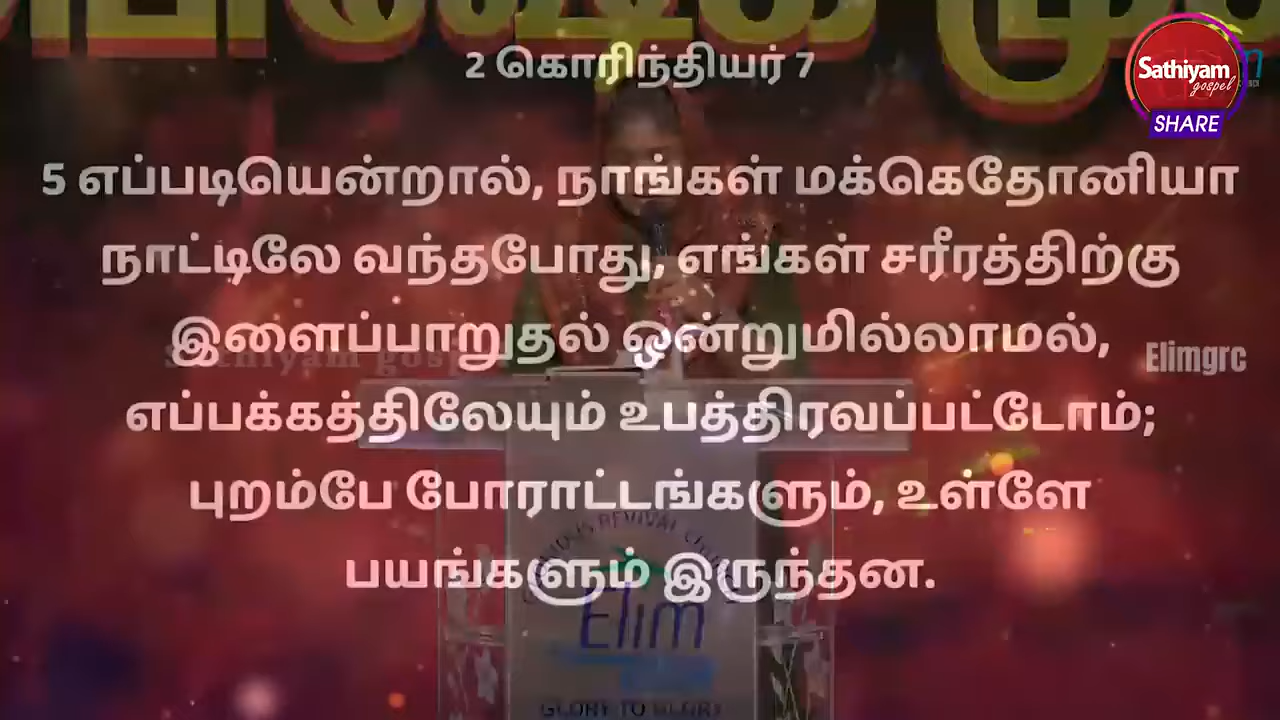 2 கொரிந்தியர் 7
Sathiyam
gospel
SHARE
5 எப்படியென்றால், நாங்கள் மக்கெதோனியா
நாட்டிலே வந்தபோது, எங்கள் சரீரத்திற்கு
இளைப்பாறுதல் ஒன்றுமில்லாமல்,
Elimgrc
எப்பக்கத்திலேயும் உபத்திரவப்பட்டோம்;
புறம்பே போராட்டங்களும், உள்ளே
பயங்களும் இருந்தன.
REVIVAL
Elim
GLORY TO GLORY